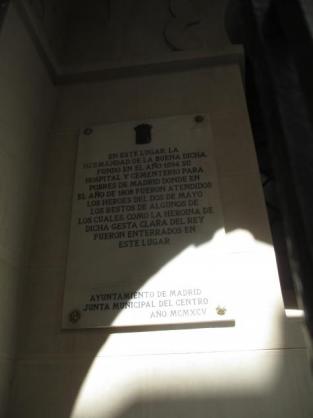 EN ESTE LUGAR, LA
HERMANDAD DE LA BUENA DICHA,
FUNDO EN EL AÑO 1594 SU
HOSPITAL Y CEMENTERIO PARA
POBRES DE MADRID DONDE EN
EL AÑO DE 1808 FUERON ATENDIDOS
LOS HEROES DEL DOS DE MAYO
LOS RESTOS DE ALGUNOS DE
LOS CUALES COMO LA HEROINA DE
DICHA GESTA CLARA DEL REY
FUERON ENTERRADOS EN
ESTE LUGAR
AYUNTAMIENTO DE MADRID
JUNTA MUNICIPAL DEL CENTRO
AÑO MCMXCV